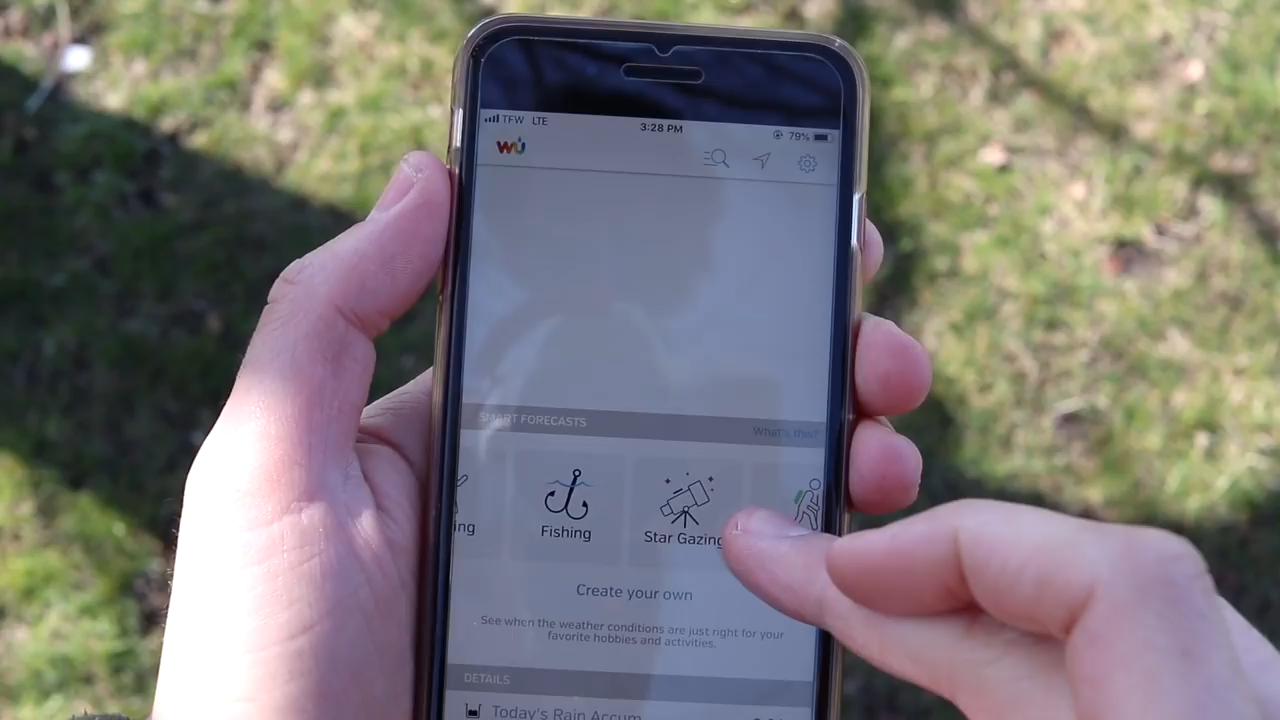 TFW LTE 3:28 PM 79%
wu
SMART FORECASTS What's this?
ing Fishing Star Gazing
Create your own
See when the weather conditions are just right for your
favorite hobbies and activities.
DETAILS
Today's Rain Accum